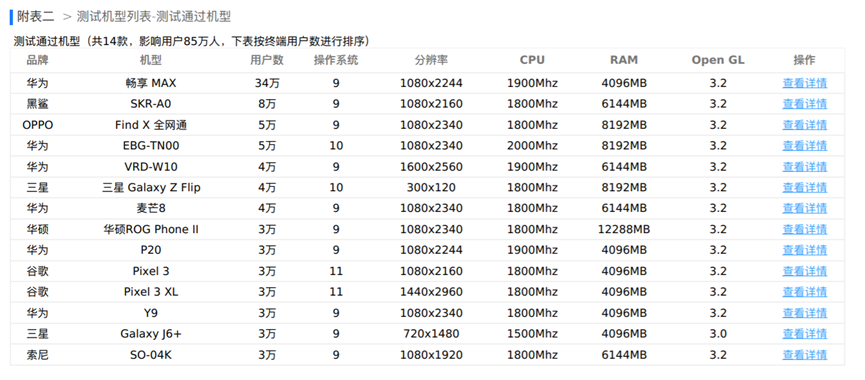 附表二 > 测试机型列表-测试通过机型
测试通过机型（共14款，影响用户85万人，下表按终端用户数进行排序）
品牌 机型 用户数 操作系统 分辨率 CPU RAM Open GL 操作
华为 畅享 MAX 34万 9 1080x2244 1900Mhz 4096MB 3.2 查看详情
黑鲨 SKR-A0 8万 9 1080x2160 1800Mhz 6144MB 3.2 查看详情
OPPO Find X 全网通 5万 9 1080x2340 1800Mhz 8192MB 3.2 查看详情
华为 EBG-TN00 5万 10 1080x2340 2000Mhz 8192MB 3.2 查看详情
华为 VRD-W10 4万 9 1600x2560 1900Mhz 6144MB 3.2 查看详情
三星 三星 Galaxy Z Flip 4万 10 300x120 1800Mhz 8192MB 3.2 查看详情
华为 麦芒8 4万 9 1080x2340 1800Mhz 6144MB 3.2 查看详情
华硕 华硕ROG Phone II 3万 9 1080x2340 1800Mhz 12288MB 3.2 查看详情
华为 P20 3万 9 1080x2244 1900Mhz 4096MB 3.2 查看详情
谷歌 Pixel 3 3万 11 1080x2160 1800Mhz 4096MB 3.2 查看详情
谷歌 Pixel 3 XL 3万 11 1440x2960 1800Mhz 4096MB 3.2 查看详情
华为 Y9 3万 9 1080x2340 1800Mhz 4096MB 3.2 查看详情
三星 Galaxy J6+ 3万 9 720x1480 1500Mhz 4096MB 3.0 查看详情
索尼 SO-04K 3万 9 1080x1920 1800Mhz 6144MB 3.2 查看详情